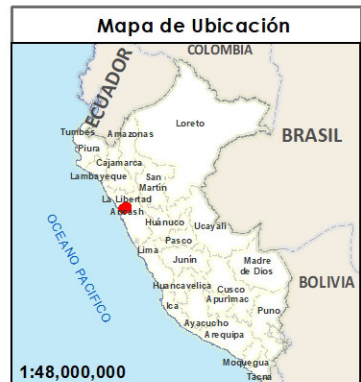 Mapa de Ubicación
COLOMBIA
ECUADOR
Loreto
Tumbes
Amazonas
Piura
BRASIL
Cajamarca
Lambayeque
San
Martín
La Libertad
Ancash
Huánuco
Ucayali
Pasco
OCEANO PACIFICO
Lima
Junín
Madre
de Dios
Huancavelica
Cusco
BOLIVIA
Apurimac
Ica
Puno
Ayacucho
Arequipa
Moquegua
1:48,000,000
Tacna